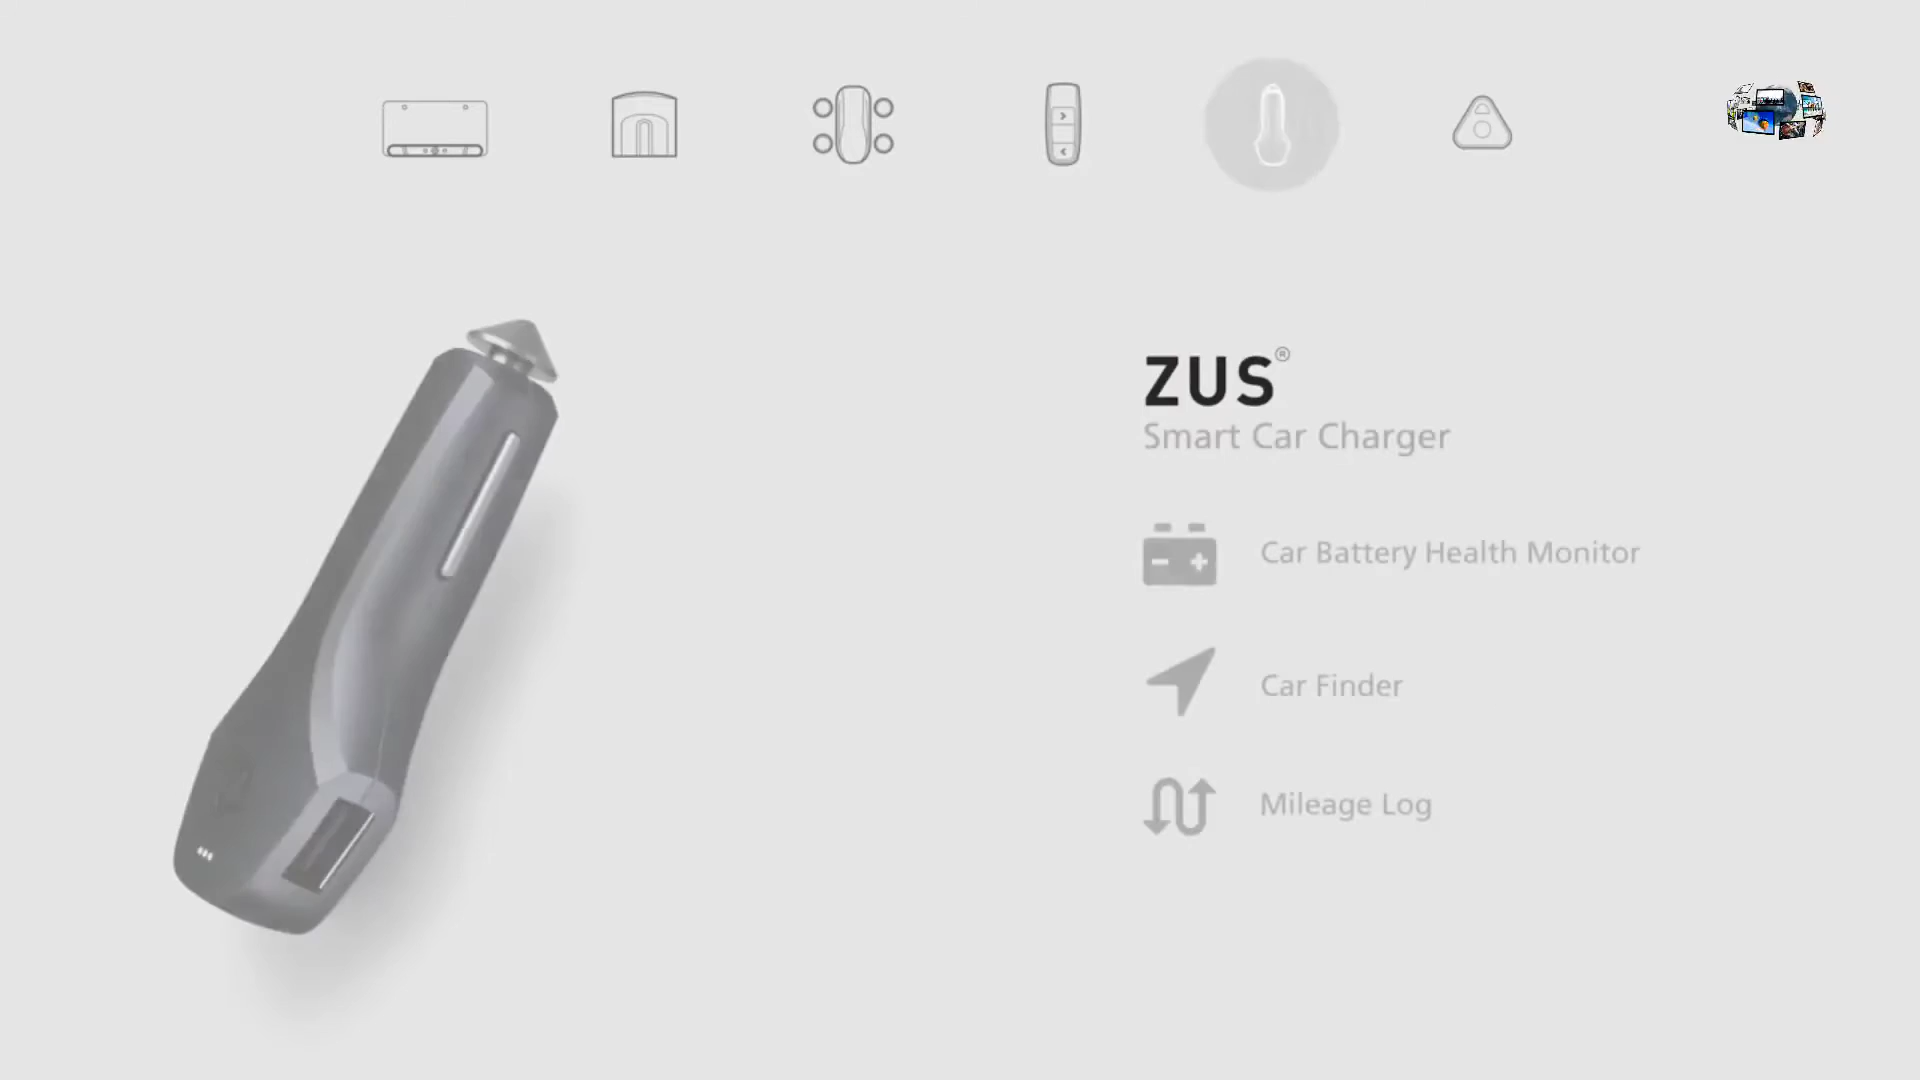 ZUS®
Smart Car Charger
Car Battery Health Monitor
Car Finder
Mileage Log